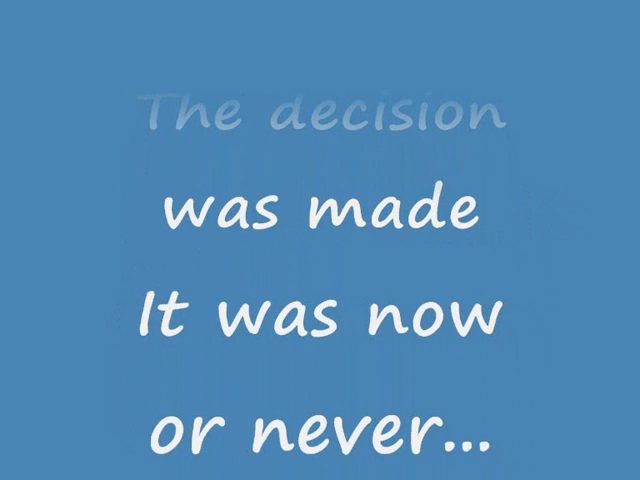 The decision
was made
It was now
or never...